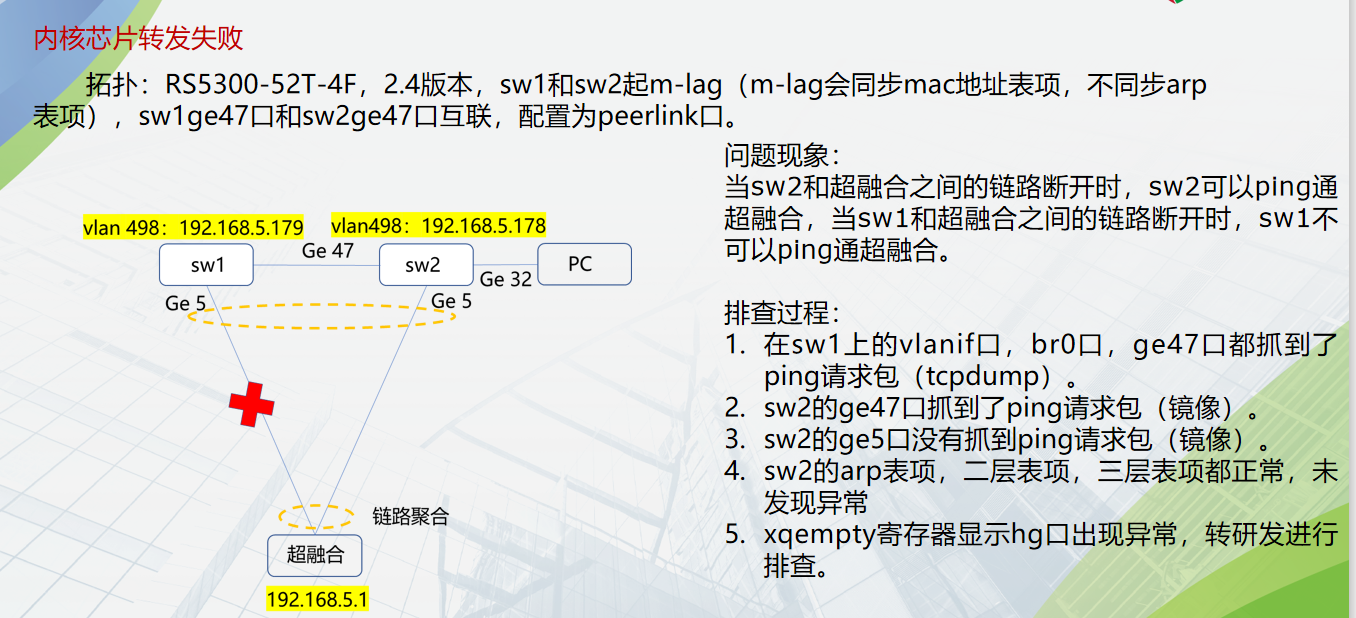 内核芯片转发失败
拓扑：RS5300-52T-4F，2.4版本，sw1和sw2起m-lag（m-lag会同步mac地址表项，不同步arp
表项），sw1ge47口和sw2ge47口互联，配置为peerlink口。
问题现象：
当sw2和超融合之间的链路断开时，sw2可以ping通
超融合，当sw1和超融合之间的链路断开时，sw1不
可以ping通超融合。
vlan 498：192.168.5.179
vlan498：192.168.5.178
sw1
Ge 47
sw2
Ge 32
PC
Ge 5
Ge 5
链路聚合
超融合
192.168.5.1
排查过程：
1. 在sw1上的vlanif口，br0口，ge47口都抓到了
ping请求包（tcpdump）。
2. sw2的ge47口抓到了ping请求包（镜像）。
3. sw2的ge5口没有抓到ping请求包（镜像）。
4. sw2的arp表项，二层表项，三层表项都正常，未
发现异常
5. xqempty寄存器显示hg口出现异常，转研发进行
排查。